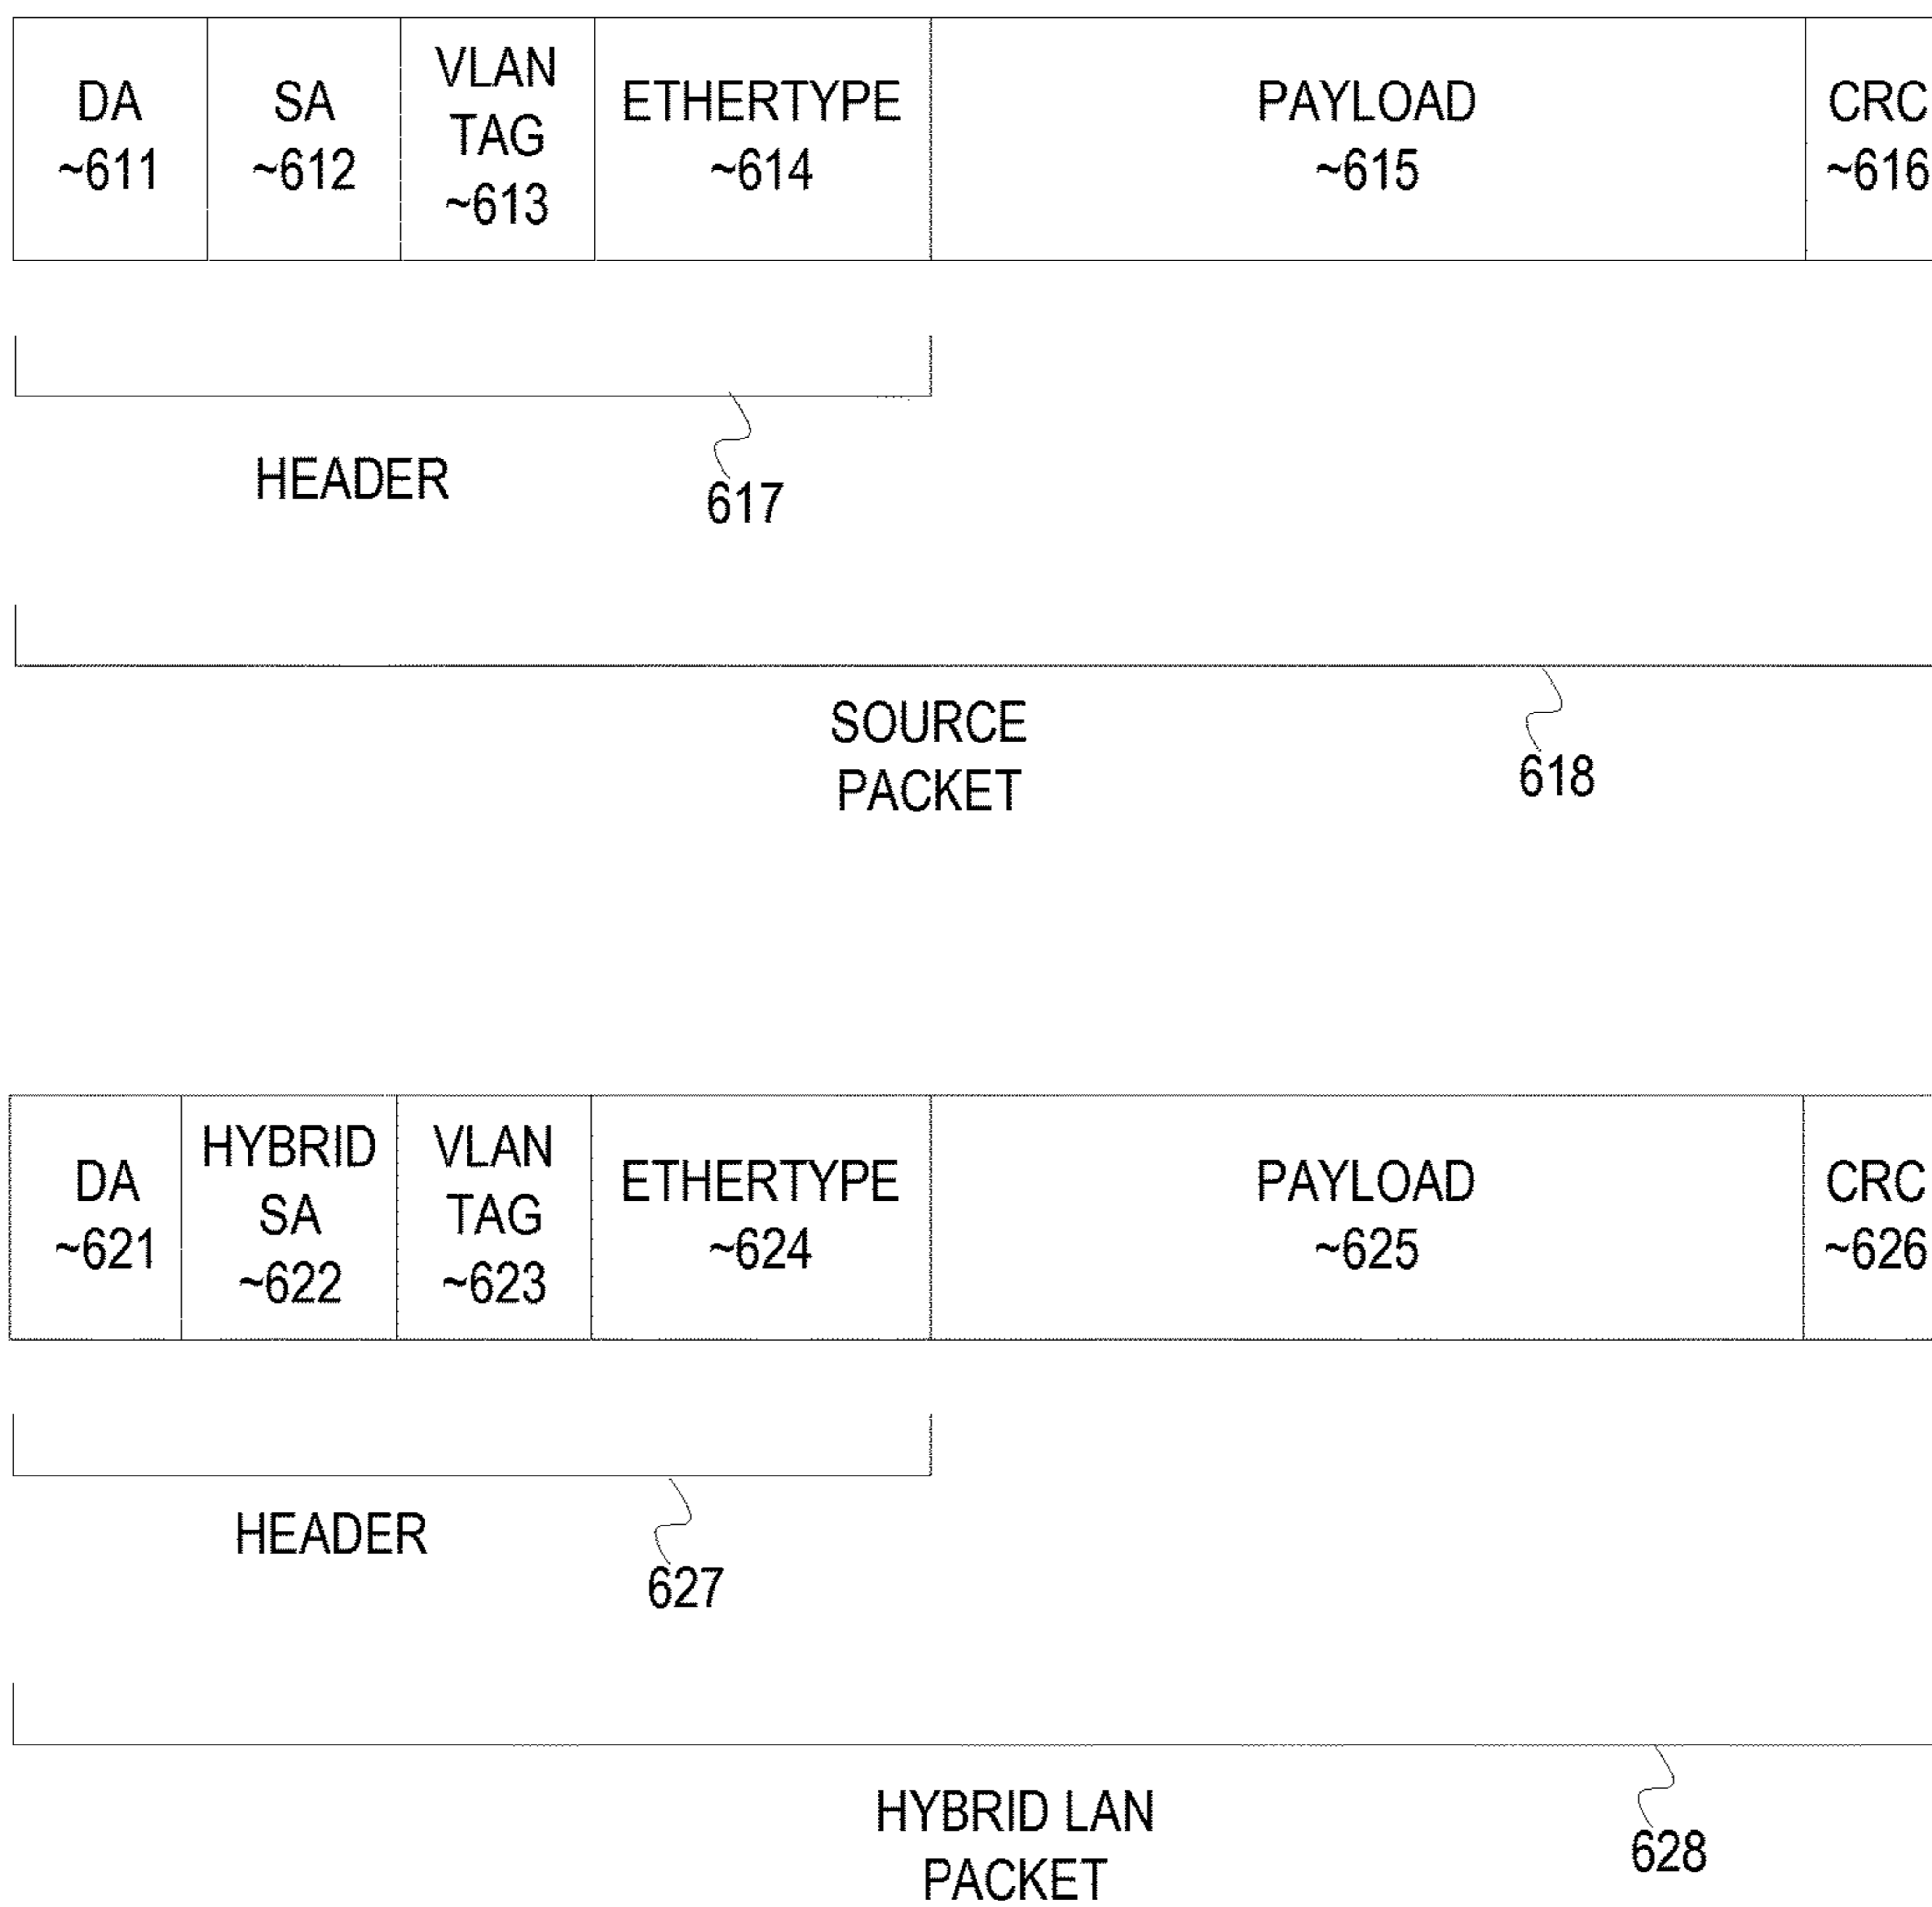 DA
~611
SA
~612
VLAN
TAG
~613
ETHERTYPE
~614
PAYLOAD
~615
CRC
~616
HEADER
617
SOURCE
PACKET
618
DA
~621
HYBRID
SA
~622
VLAN
TAG
~623
ETHERTYPE
~624
PAYLOAD
~625
CRC
~626
HEADER
627
HYBRID LAN
PACKET
628